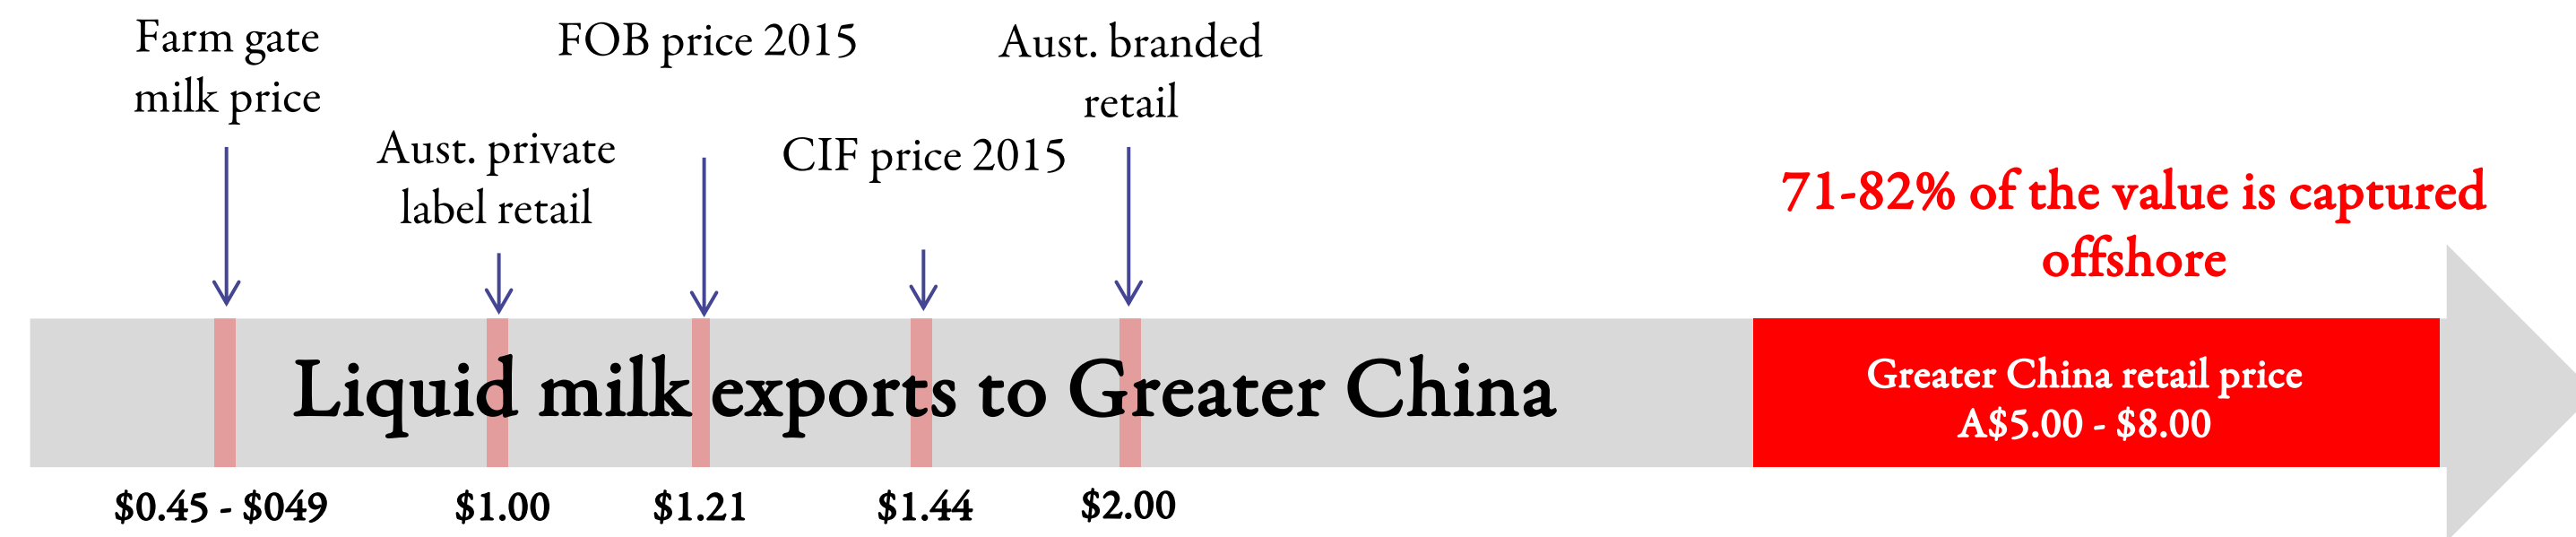 Farm gate
milk price
Aust. private
label retail
FOB price 2015
CIF price 2015
Aust. branded
retail
71-82% of the value is captured
offshore
Liquid milk exports to Greater China
Greater China retail price
A$5.00 - $8.00
$0.45 - $049
$1.00
$1.21
$1.44
$2.00